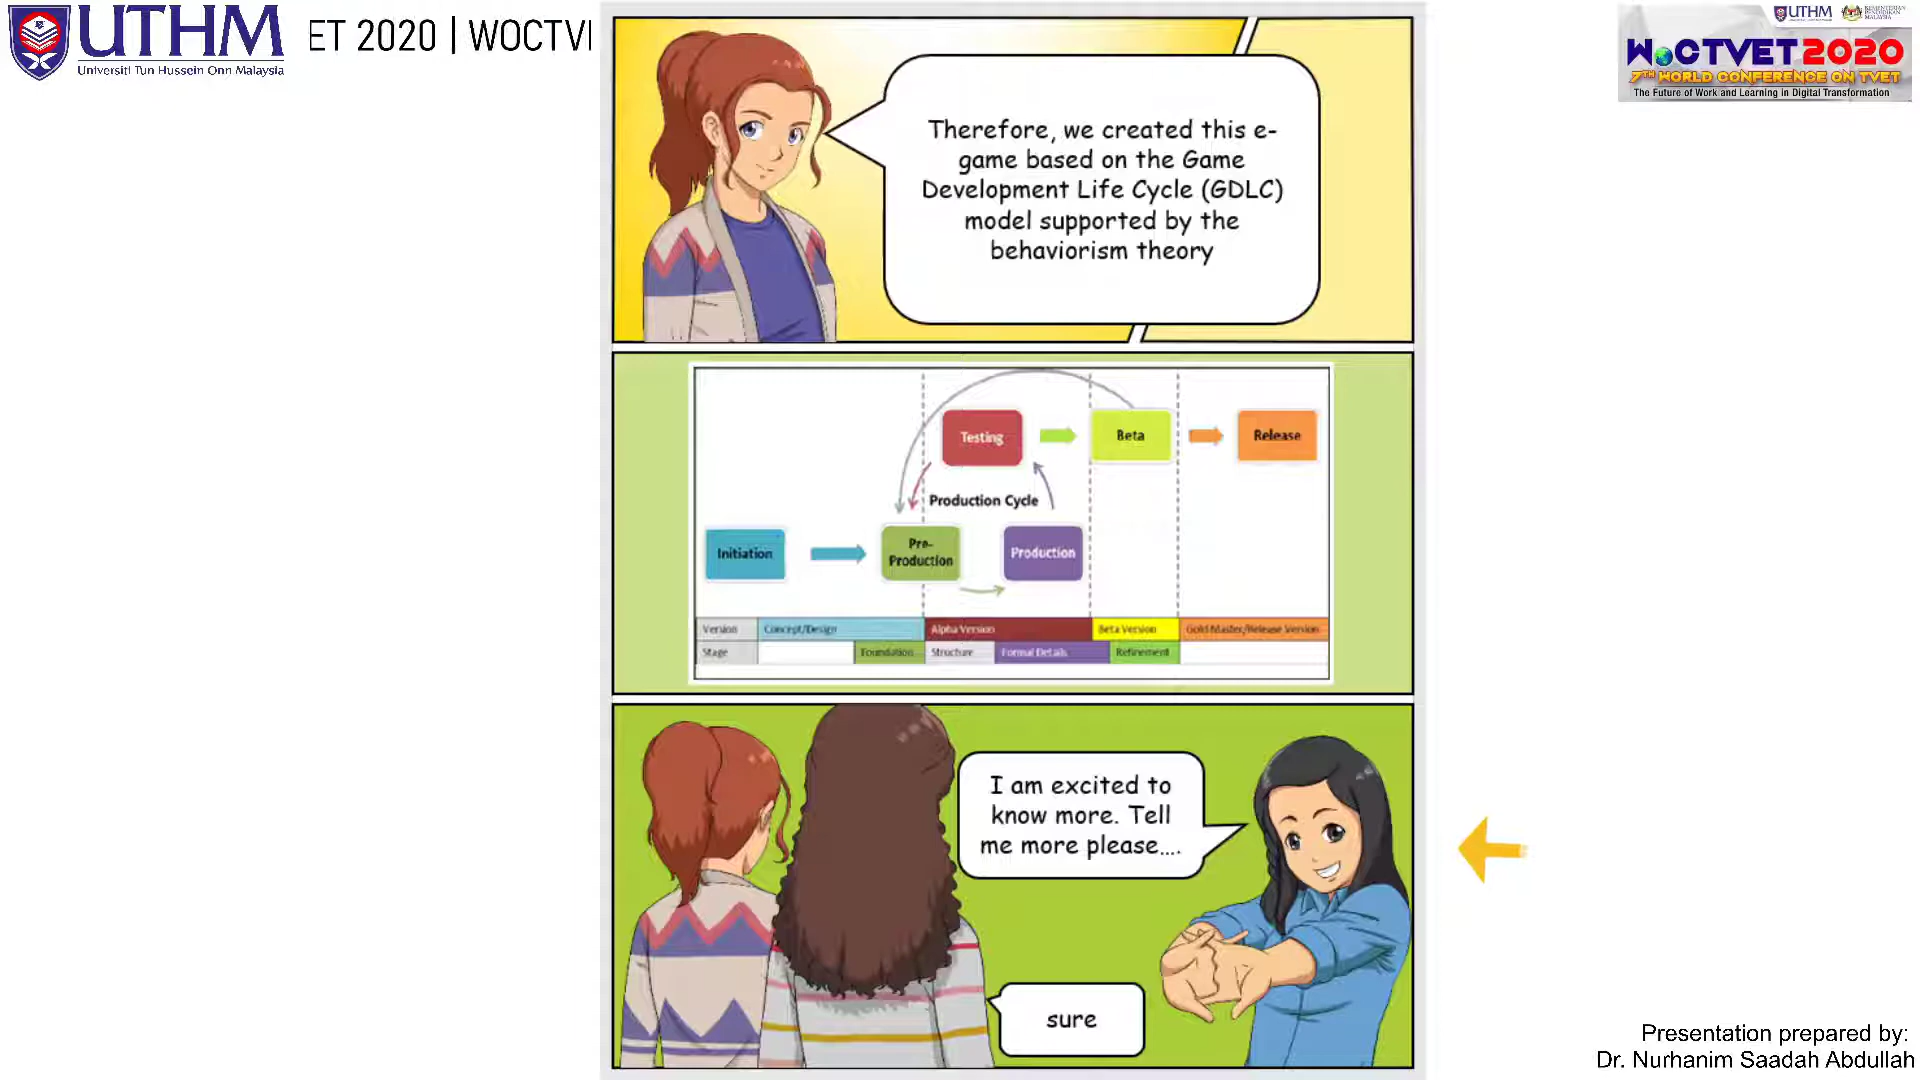 UTHM
Universiti Tun Hussein Onn Malaysia
ET 2020 | WOCTVI
UTHM
KEMENTERIAN
PENDIDIKAN
MALAYSIA
WOCTVET 2020
7TH WORLD CONFERENCE ON TVET
The Future of Work and Learning in Digital Transformation
Therefore, we created this e-
game based on the Game
Development Life Cycle (GDLC)
model supported by the
behaviorism theory
Testing
Beta
Release
Production Cycle
Initiation
Pre-
Production
Production
Version Concept/Design Alpha Version Beta Version Gold Master/Release Version
Stage Foundation Structure Formal Details Refinement
I am excited to
know more. Tell
me more please....
sure
Presentation prepared by:
Dr. Nurhanim Saadah Abdullah